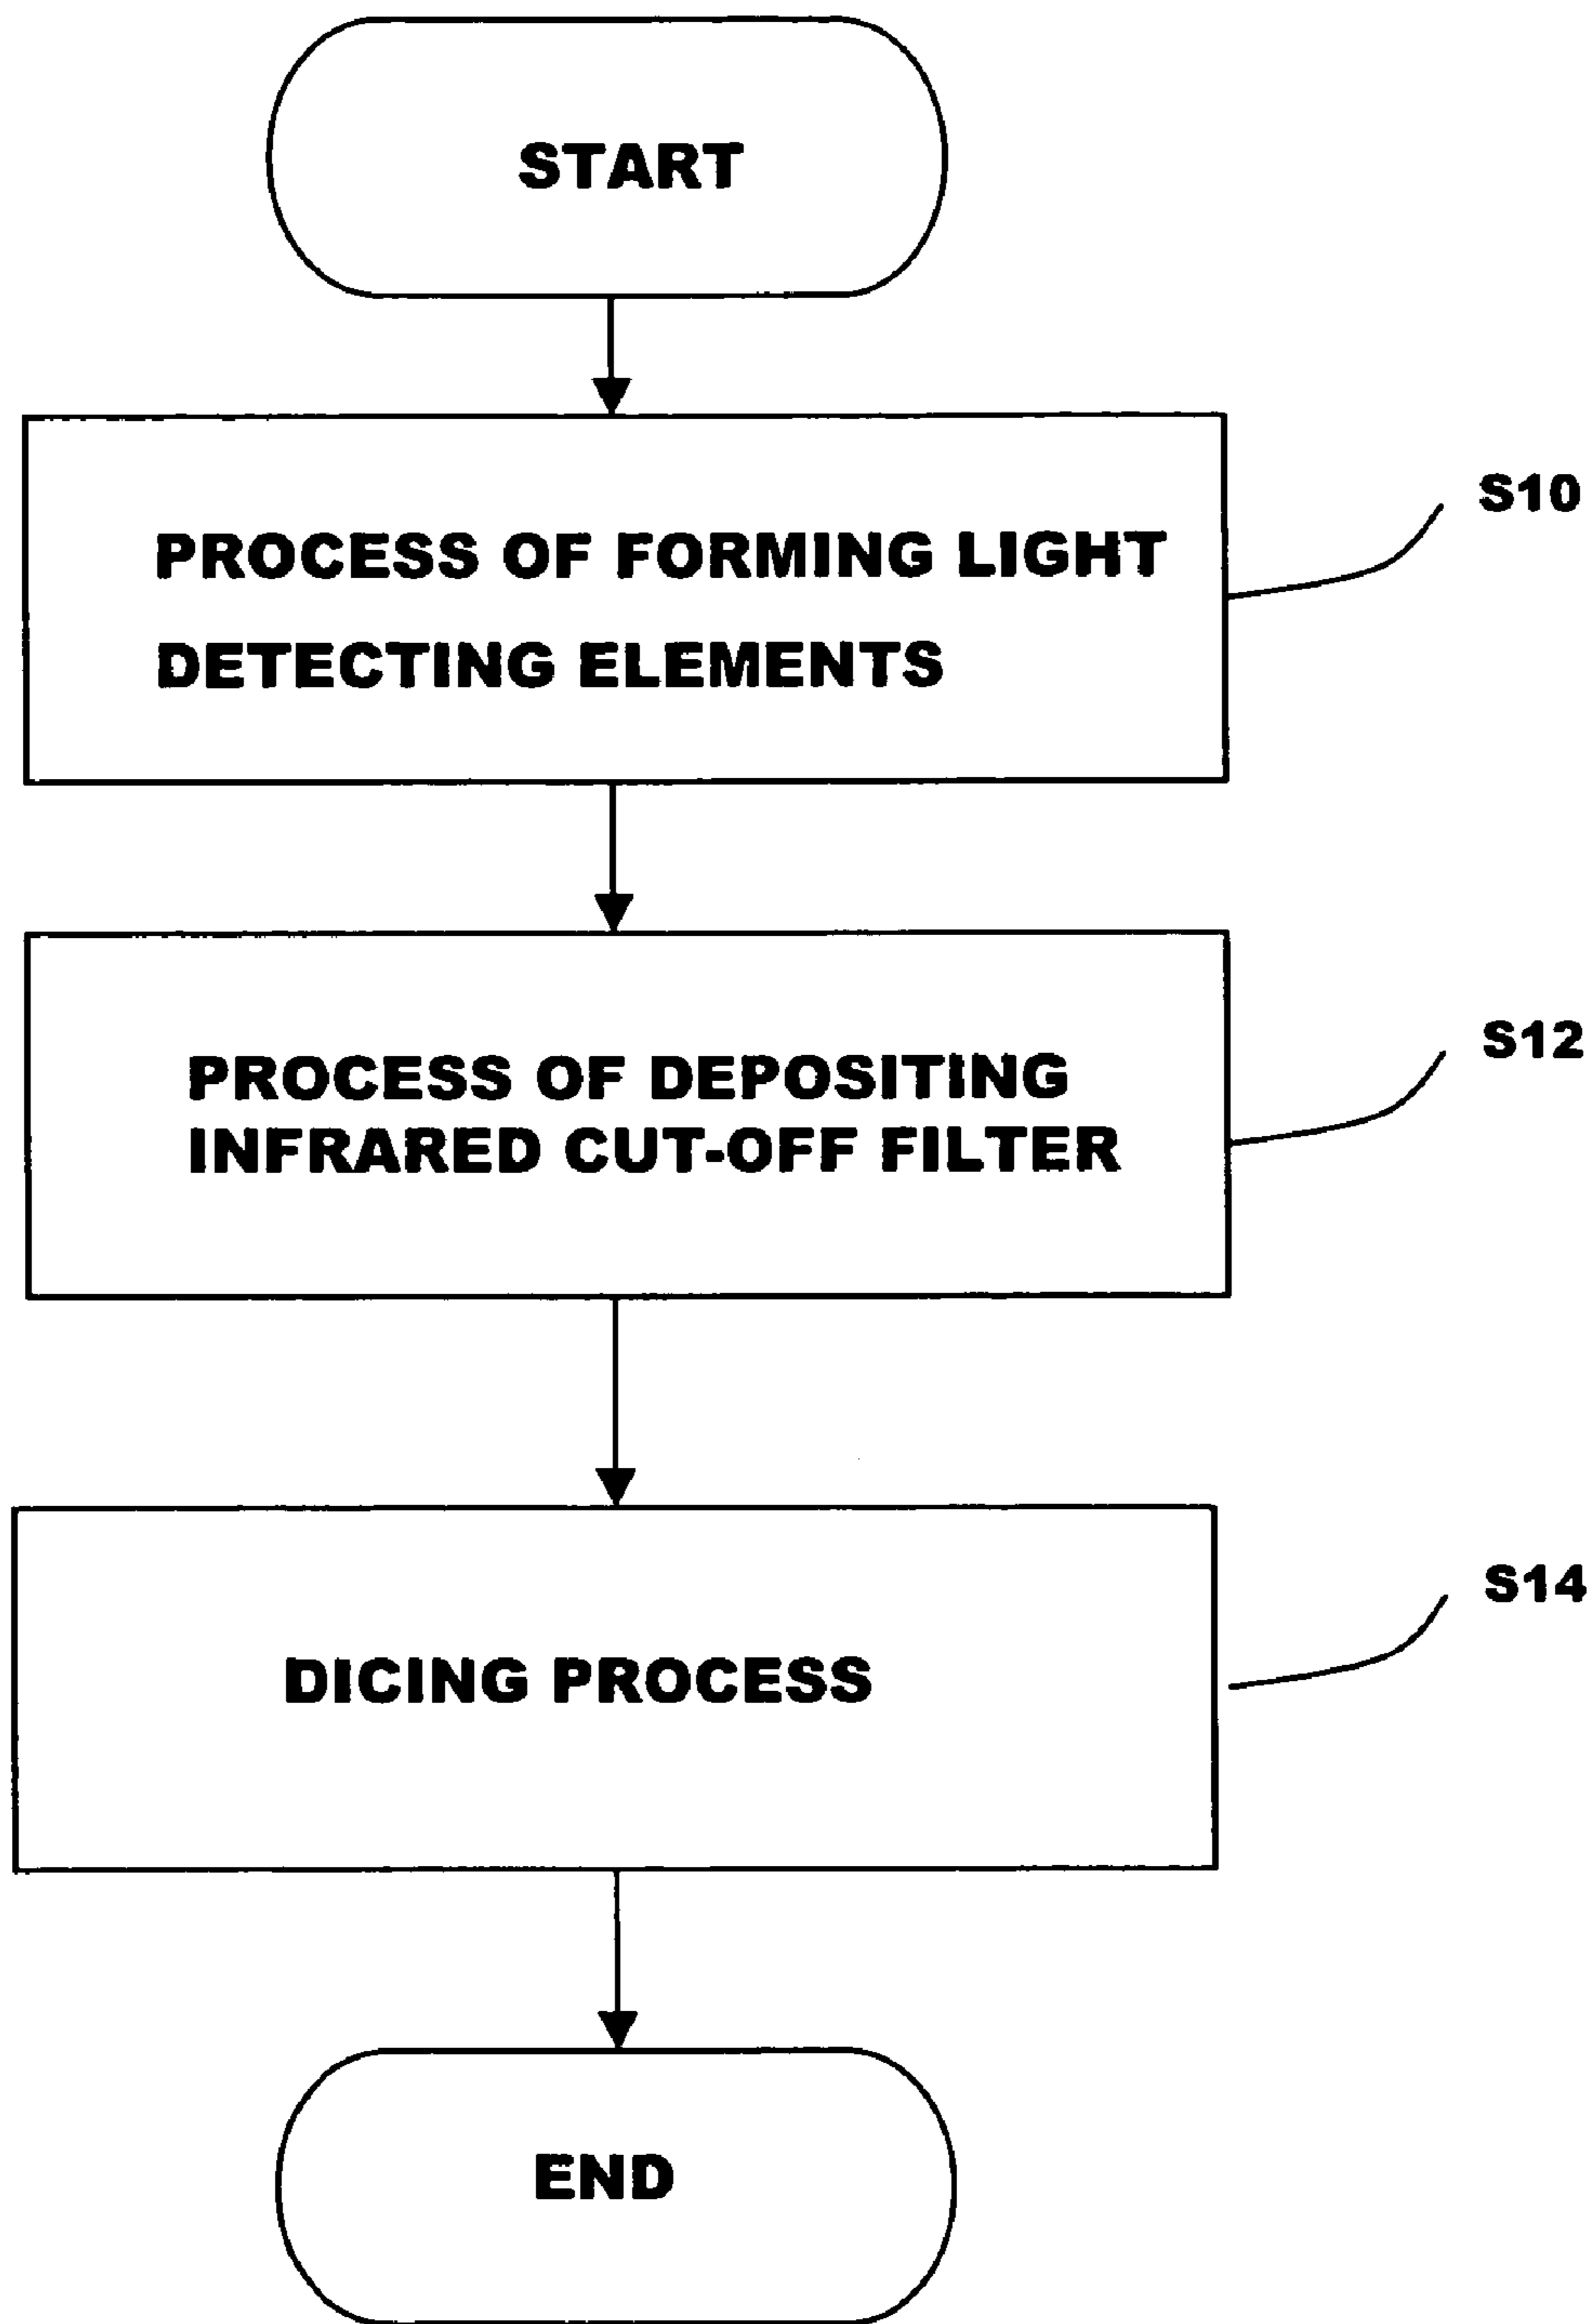 START
S10
PROCESS OF FORMING LIGHT
DETECTING ELEMENTS
S12
PROCESS OF DEPOSITING
INFRARED CUT-OFF FILTER
S14
DICING PROCESS
END